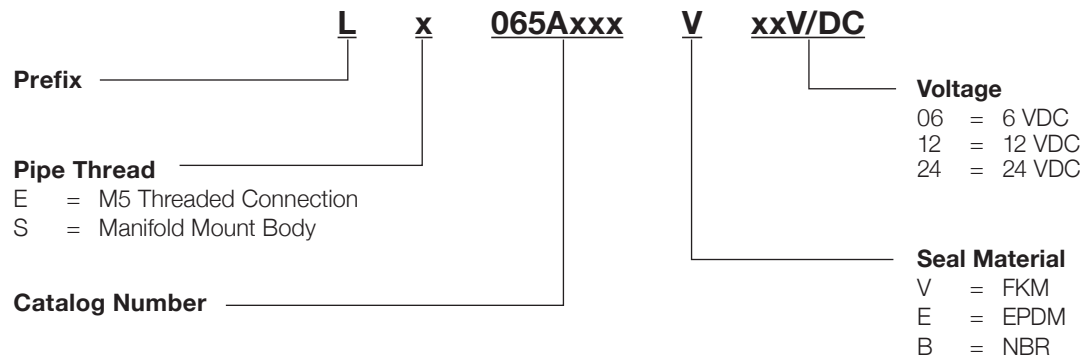 L x 065Axxx V xxV/DC
Prefix
Pipe Thread
E = M5 Threaded Connection
S = Manifold Mount Body
Catalog Number
Voltage
06 = 6 VDC
12 = 12 VDC
24 = 24 VDC
Seal Material
V = FKM
E = EPDM
B = NBR